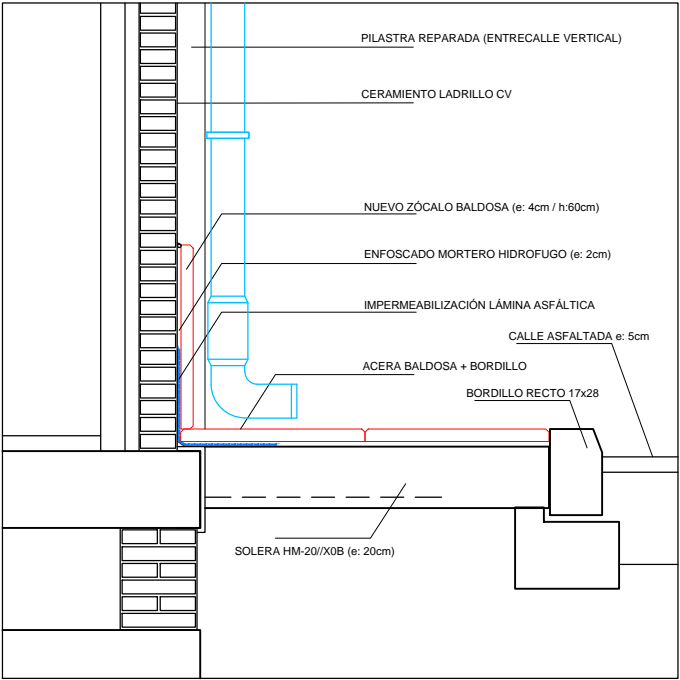 PILASTRA REPARADA (ENTRECALLE VERTICAL)
CERAMIENTO LADRILLO CV
NUEVO ZÓCALO BALDOSA (e: 4cm / h:60cm)
ENFOSCADO MORTERO HIDROFUGO (e: 2cm)
IMPERMEABILIZACIÓN LÁMINA ASFÁLTICA
CALLE ASFALTADA e: 5cm
ACERA BALDOSA + BORDILLO
BORDILLO RECTO 17x28
SOLERA HM-20//X0B (e: 20cm)